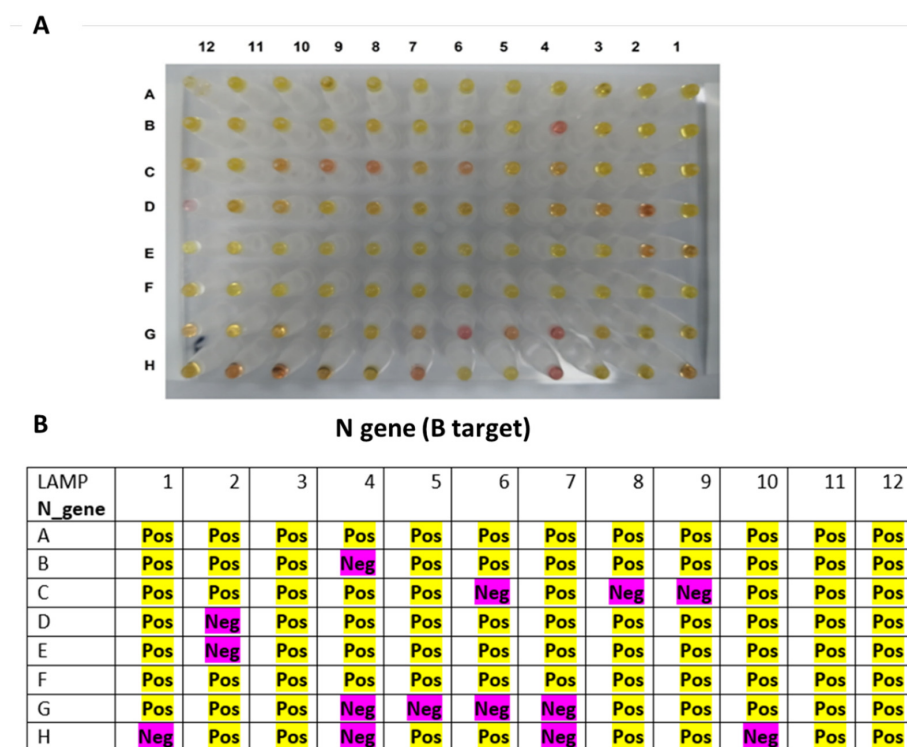 A
12 11 10 9 8 7 6 5 4 3 2 1
A
B
C
D
E
F
G
H
B
N gene (B target)
LAMP N_gene 1 2 3 4 5 6 7 8 9 10 11 12
A Pos Pos Pos Pos Pos Pos Pos Pos Pos Pos Pos Pos
B Pos Pos Pos Neg Pos Pos Pos Pos Pos Pos Pos Pos
C Pos Pos Pos Pos Pos Neg Pos Neg Neg Pos Pos Pos
D Pos Neg Pos Pos Pos Pos Pos Pos Pos Pos Pos Pos
E Pos Neg Pos Pos Pos Pos Pos Pos Pos Pos Pos Pos
F Pos Pos Pos Pos Pos Pos Pos Pos Pos Pos Pos Pos
G Pos Pos Pos Neg Neg Neg Neg Pos Pos Pos Pos Pos
H Neg Pos Pos Neg Pos Pos Neg Pos Pos Neg Pos Pos